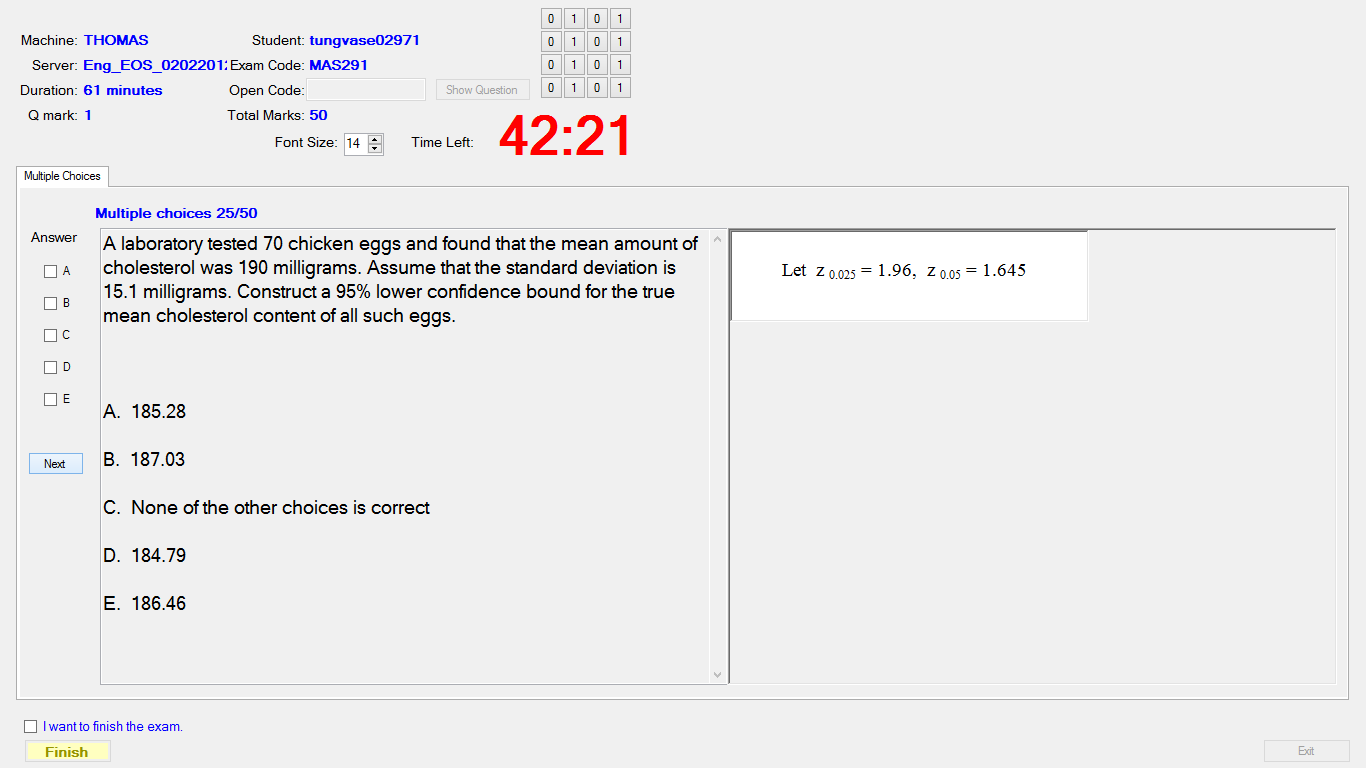 0 1 0 1
Machine: THOMAS Student: tungvase02971
0 1 0 1
Server: Eng_EOS_0202201 Exam Code: MAS291
0 1 0 1
Duration: 61 minutes Open Code: Show Question
0 1 0 1
Q mark: 1 Total Marks: 50
Font Size: 14 Time Left: 42:21
Multiple Choices
Multiple choices 25/50
Answer
A
B
C
D
E
Next
A laboratory tested 70 chicken eggs and found that the mean amount of
cholesterol was 190 milligrams. Assume that the standard deviation is
15.1 milligrams. Construct a 95% lower confidence bound for the true
mean cholesterol content of all such eggs.
A. 185.28
B. 187.03
C. None of the other choices is correct
D. 184.79
E. 186.46
Let z 0.025 = 1.96, z 0.05 = 1.645
I want to finish the exam.
Finish
Exit